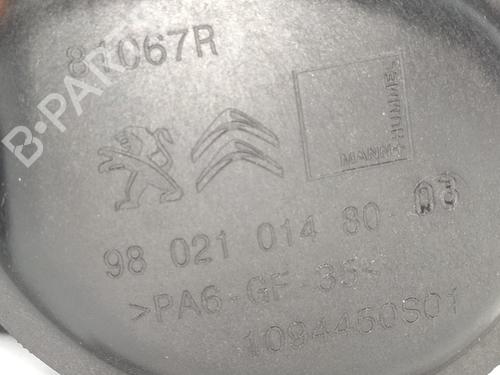 81067R
MANN+HUMMEL
98 021 014 80-03
>PA6-GF-35<
1094450S01
B-PARTS